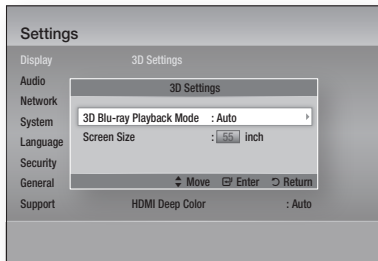 Settings
Display 3D Settings
Audio
3D Settings
Network
System 3D Blu-ray Playback Mode : Auto
Language Screen Size : 55 inch
Security
General Move Enter Return
Support HDMI Deep Color : Auto